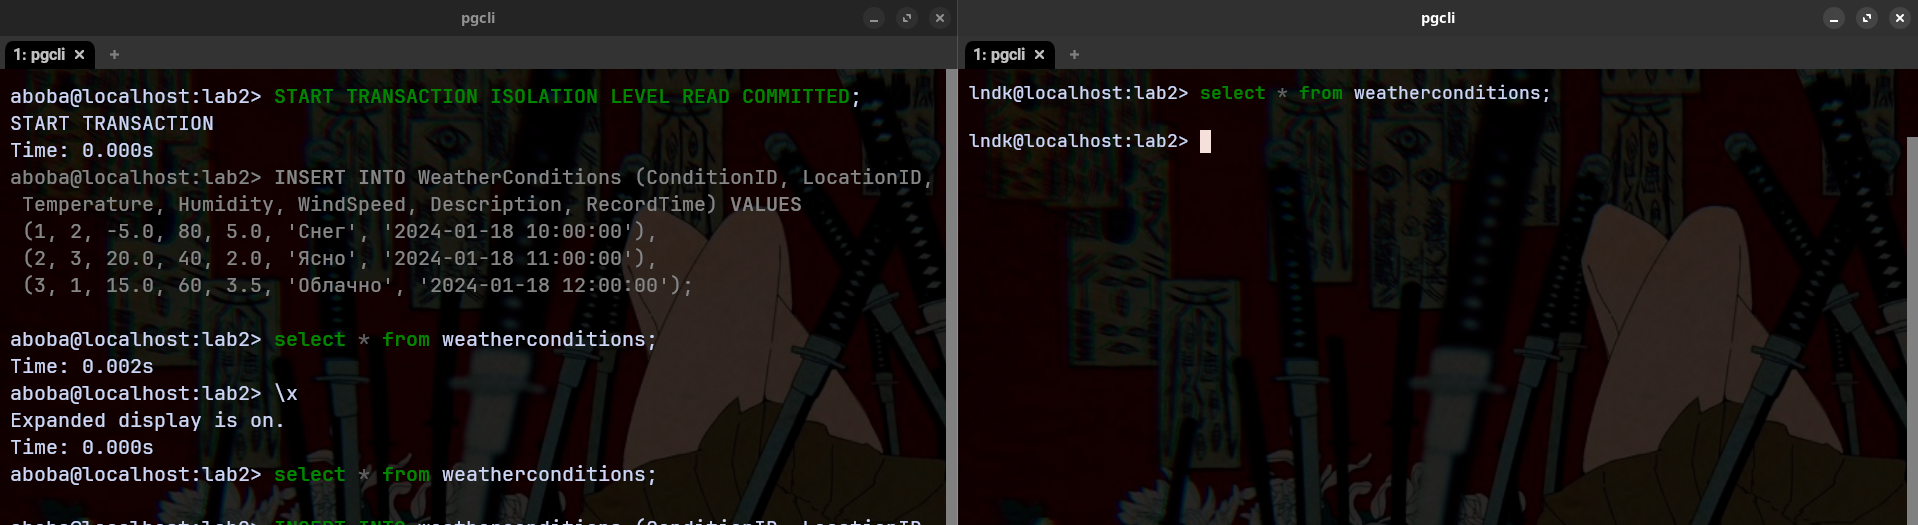 pgcli
1: pgcli × +
aboba@localhost:lab2> START TRANSACTION ISOLATION LEVEL READ COMMITTED;
START TRANSACTION
Time: 0.000s
aboba@localhost:lab2> INSERT INTO WeatherConditions (ConditionID, LocationID,
Temperature, Humidity, WindSpeed, Description, RecordTime) VALUES
(1, 2, -5.0, 80, 5.0, 'Снег', '2024-01-18 10:00:00'),
(2, 3, 20.0, 40, 2.0, 'Ясно', '2024-01-18 11:00:00'),
(3, 1, 15.0, 60, 3.5, 'Облачно', '2024-01-18 12:00:00');
aboba@localhost:lab2> select * from weatherconditions;
Time: 0.002s
aboba@localhost:lab2> \x
Expanded display is on.
Time: 0.000s
aboba@localhost:lab2> select * from weatherconditions;
INSERT INTO weatherconditions (ConditionID, LocationID,
pgcli
1: pgcli × +
lndk@localhost:lab2> select * from weatherconditions;
lndk@localhost:lab2>